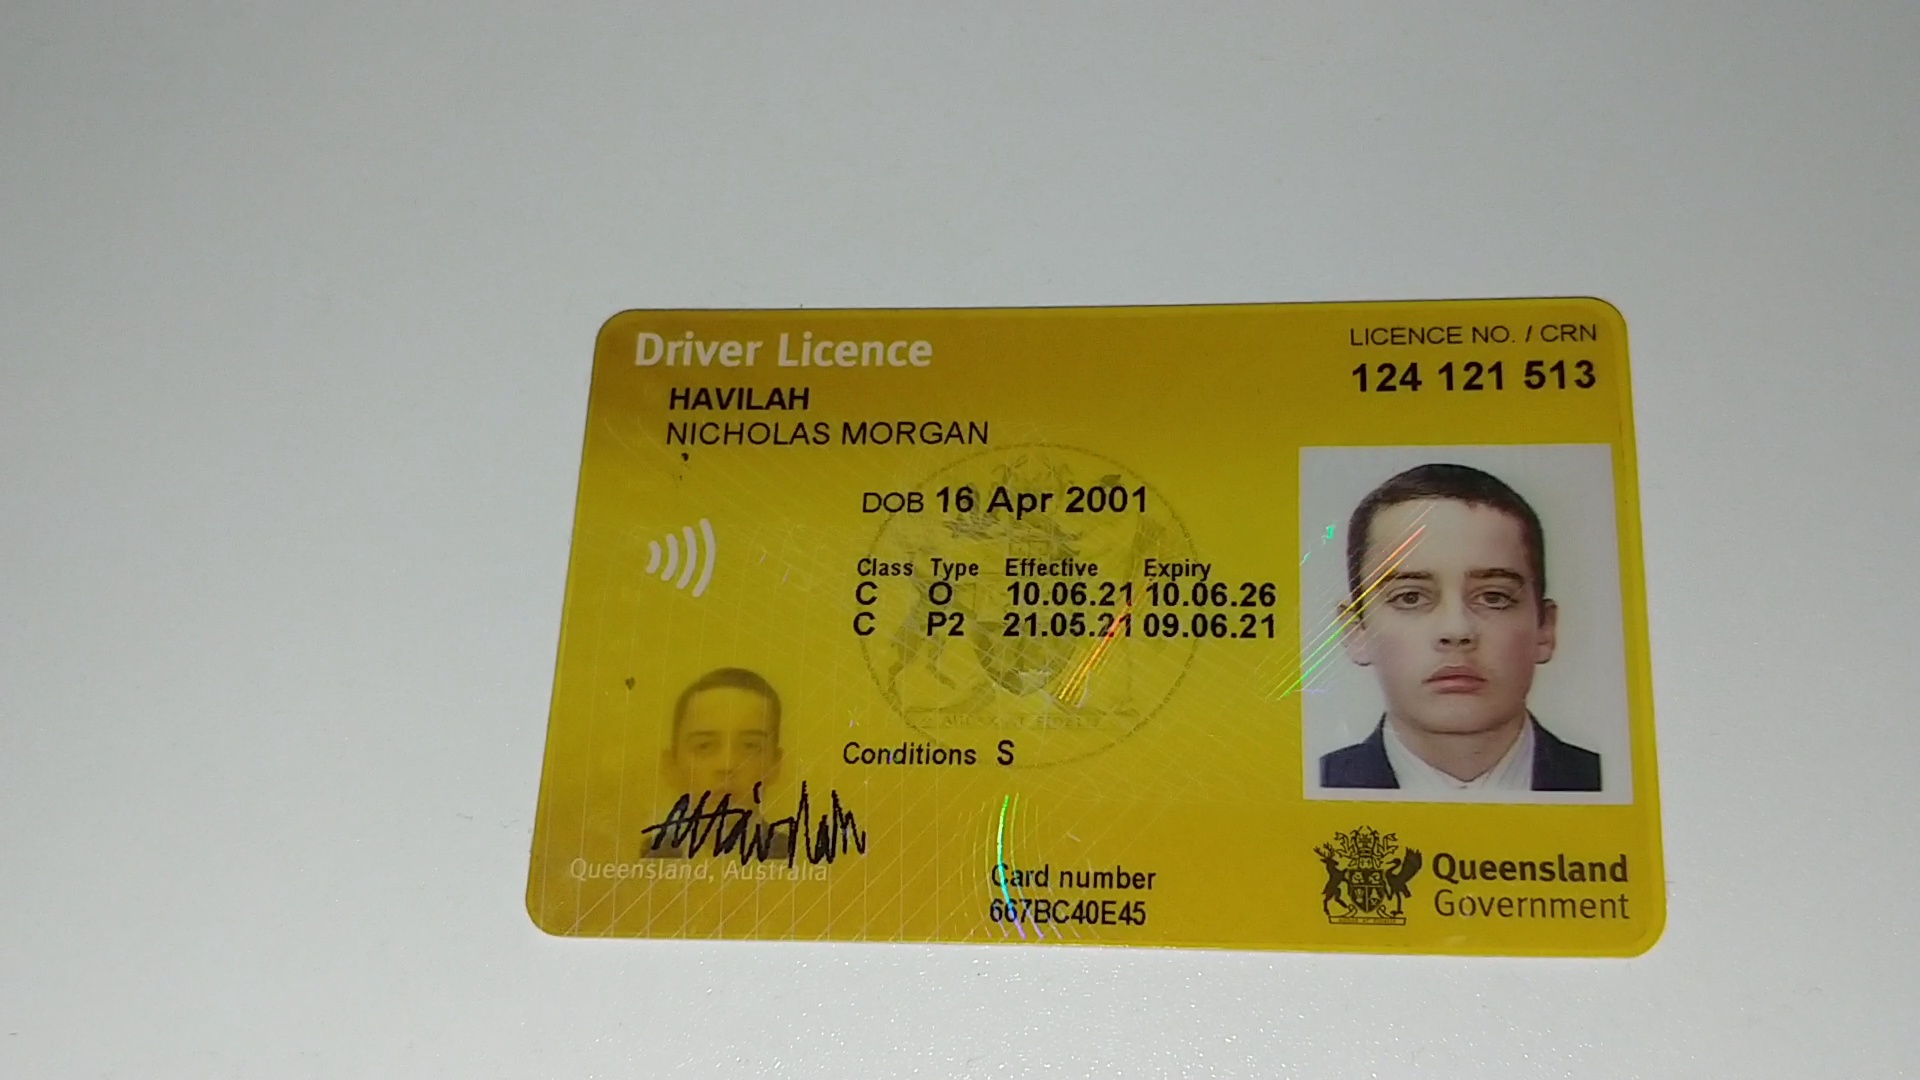 Driver Licence
LICENCE NO. / CRN
124 121 513
HAVILAH
NICHOLAS MORGAN
DOB 16 Apr 2001
Class Type Effective Expiry
C O 10.06.21 10.06.26
C P2 21.05.21 09.06.21
Conditions S
Queensland, Australia
Card number
667BC40E45
Queensland
Government